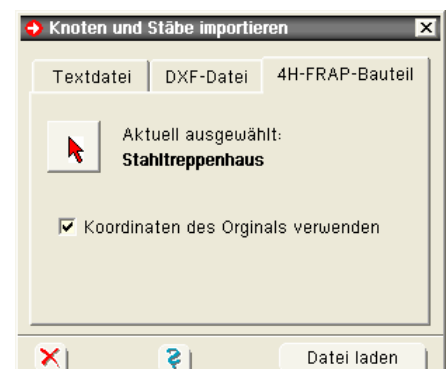 Knoten und Stäbe importieren
Textdatei
DXF-Datei
4H-FRAP-Bauteil
Aktuell ausgewählt:
Stahltreppenhaus
Koordinaten des Orginals verwenden
Datei laden